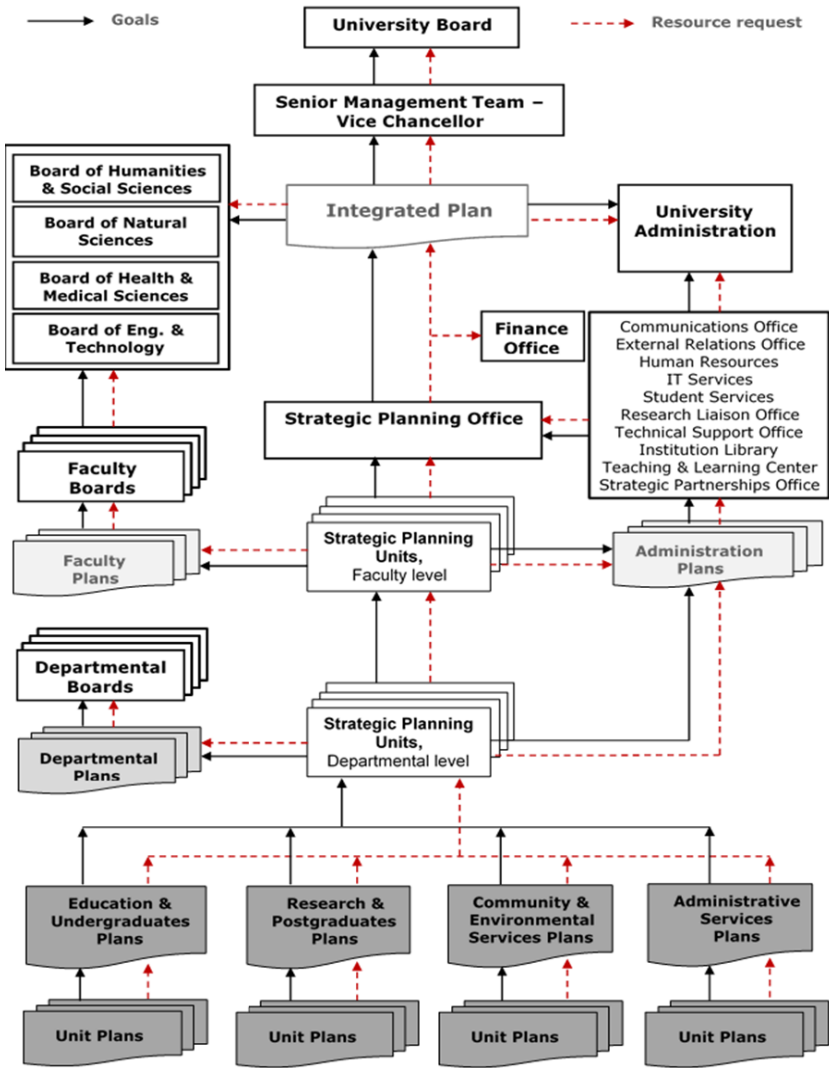 Goals
Resource request
University Board
Senior Management Team –
Vice Chancellor
Board of Humanities
& Social Sciences
Board of Natural
Sciences
Board of Health &
Medical Sciences
Board of Eng. &
Technology
Integrated Plan
University
Administration
Finance
Office
Communications Office
External Relations Office
Human Resources
IT Services
Student Services
Research Liaison Office
Technical Support Office
Institution Library
Teaching & Learning Center
Strategic Partnerships Office
Strategic Planning Office
Faculty
Boards
Faculty
Plans
Strategic Planning
Units,
Faculty level
Administration
Plans
Departmental
Boards
Departmental
Plans
Strategic Planning
Units,
Departmental level
Education &
Undergraduates
Plans
Research &
Postgraduates
Plans
Community &
Environmental
Services Plans
Administrative
Services
Plans
Unit Plans
Unit Plans
Unit Plans
Unit Plans